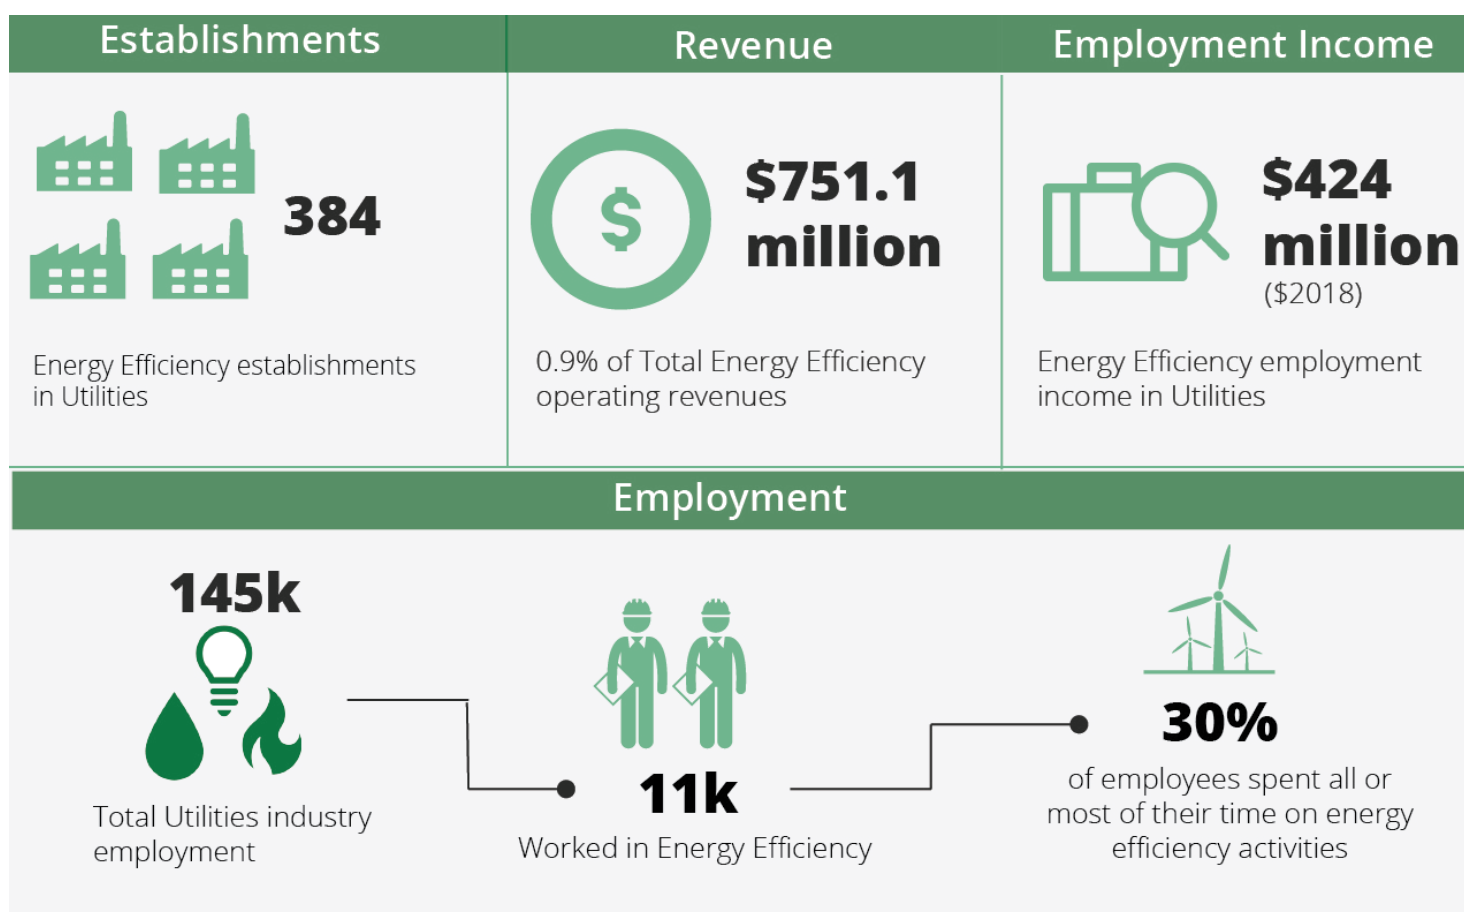 Establishments
Revenue
Employment Income
384
$
$751.1
million
$424
million
($2018)
Energy Efficiency establishments
in Utilities
0.9% of Total Energy Efficiency
operating revenues
Energy Efficiency employment
income in Utilities
Employment
145k
Total Utilities industry
employment
11k
Worked in Energy Efficiency
30%
of employees spent all or
most of their time on energy
efficiency activities